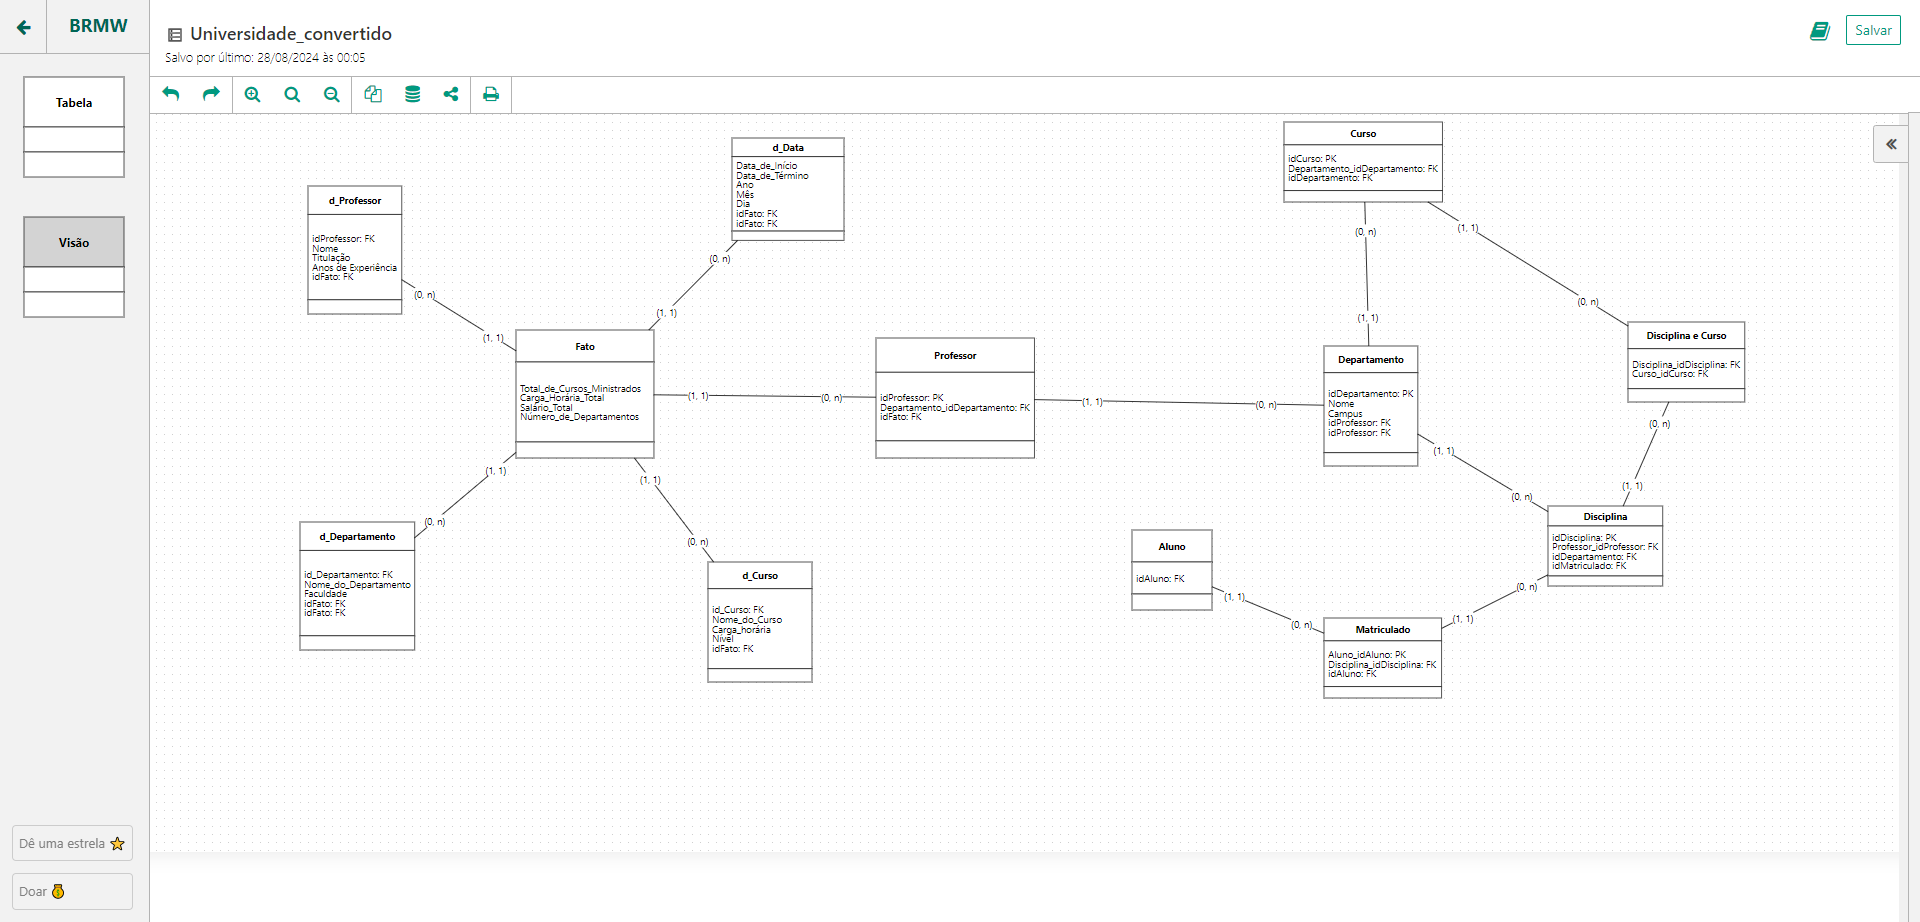 BRMW
Universidade_convertido
Salvo por último: 28/08/2024 às 00:05
Salvar
Tabela
Visão
Dê uma estrela
Doar
d_Professor
idProfessor: FK
Nome
Titulação
Anos de Experiência
idFato: FK
(0, n)
(1, 1)
d_Data
Data_de_Início
Data_de_Término
Ano
Mês
Dia
idFato: FK
idFato: FK
(0, n)
(1, 1)
Fato
Total_de_Cursos_Ministrados
Carga_Horária_Total
Salário_Total
Número_de_Departamentos
(1, 1)
(0, n)
Professor
idProfessor: PK
Departamento_idDepartamento: FK
idFato: FK
(1, 1)
(0, n)
(1, 1)
(0, n)
d_Departamento
id_Departamento: FK
Nome_do_Departamento
Faculdade
idFato: FK
idFato: FK
(1, 1)
(0, n)
d_Curso
id_Curso: FK
Nome_do_Curso
Carga_horária
Nível
idFato: FK
Curso
idCurso: PK
Departamento_idDepartamento: FK
idDepartamento: FK
(0, n)
(1, 1)
(1, 1)
(0, n)
Departamento
idDepartamento: PK
Nome
Campus
idProfessor: FK
idProfessor: FK
Disciplina e Curso
Disciplina_idDisciplina: FK
Curso_idCurso: FK
(0, n)
(1, 1)
(1, 1)
(0, n)
Disciplina
idDisciplina: PK
Professor_idProfessor: FK
idDepartamento: FK
idMatriculado: FK
(0, n)
(1, 1)
Aluno
idAluno: FK
(1, 1)
(0, n)
Matriculado
Aluno_idAluno: PK
Disciplina_idDisciplina: FK
idAluno: FK